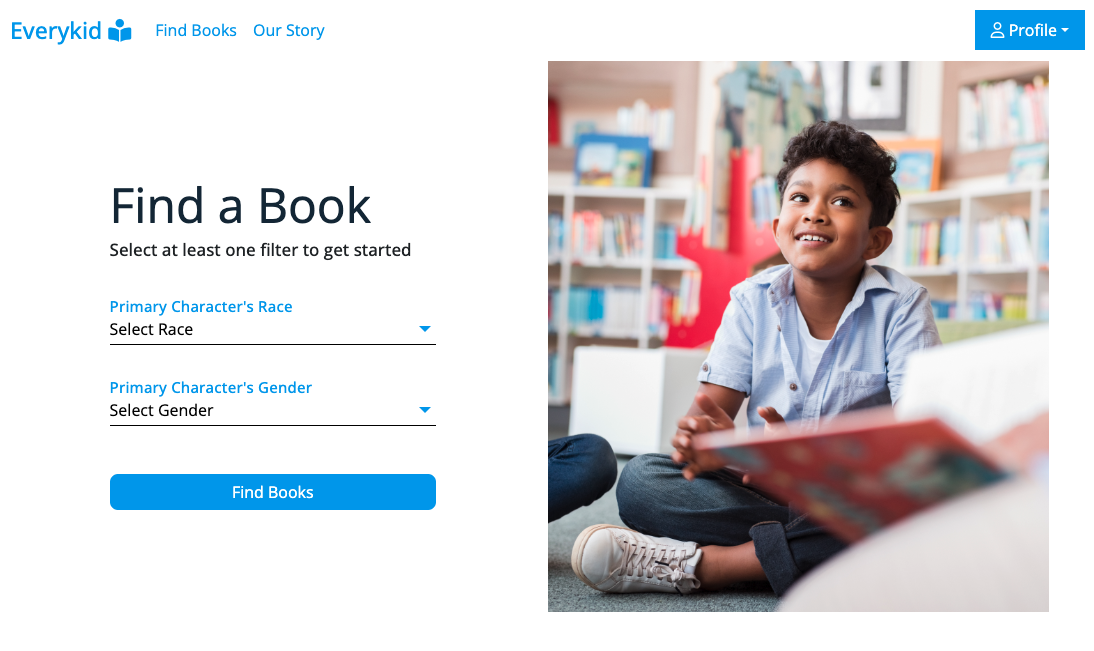 Everykid
Find Books
Our Story
Profile
Find a Book
Select at least one filter to get started
Primary Character's Race
Select Race
Primary Character's Gender
Select Gender
Find Books